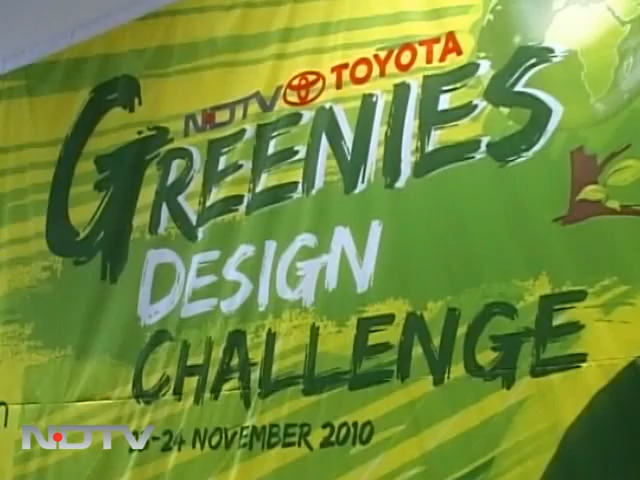 NDTV TOYOTA
GREENIES
DESIGN
CHALLENGE
-24 NOVEMBER 2010
NDTV